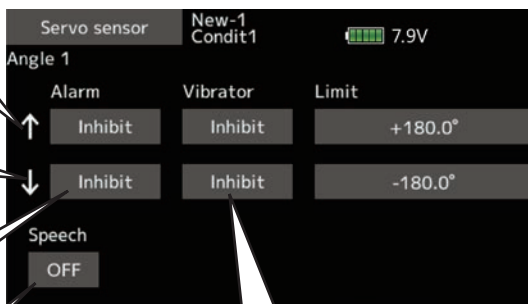 Servo sensor New-1
Condit1 7.9V
Angle 1
Alarm Vibrator Limit
↑ Inhibit Inhibit +180.0°
↓ Inhibit Inhibit -180.0°
Speech
OFF